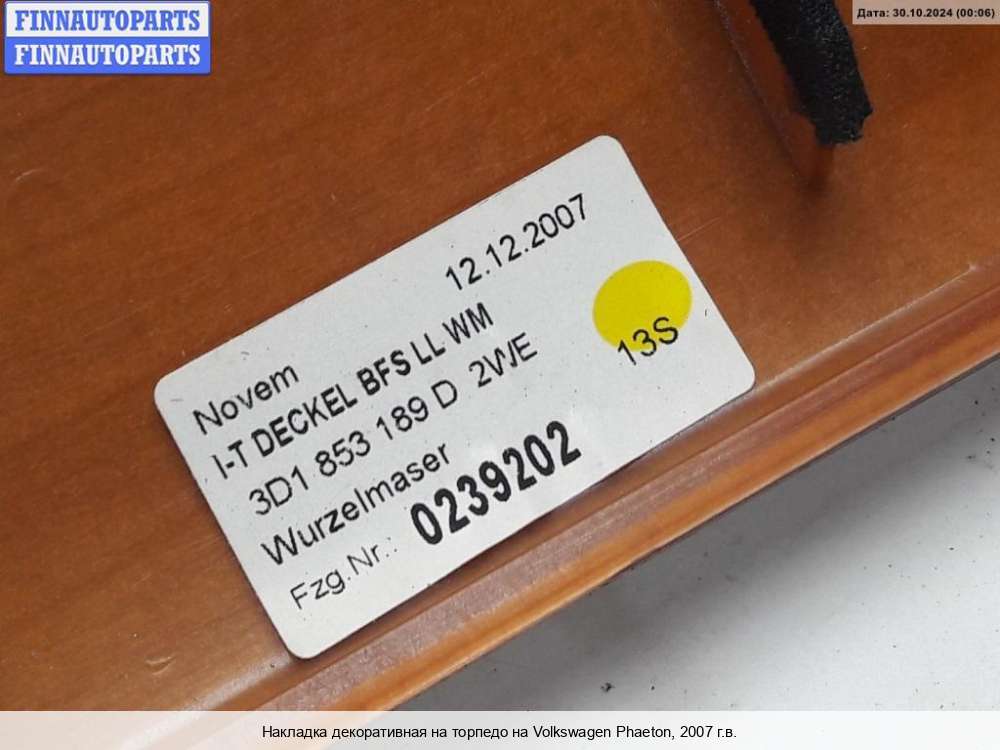 FINNAUTOPARTS
FINNAUTOPARTS
Дата: 30.10.2024 (00:06)
12.12.2007
Novem
I-T DECKEL BFS LL WM
3D1 853 189 D 2WE
13S
Wurzelmaser
Fzg.Nr.: 0239202
Накладка декоративная на торпедо на Volkswagen Phaeton, 2007 г.в.